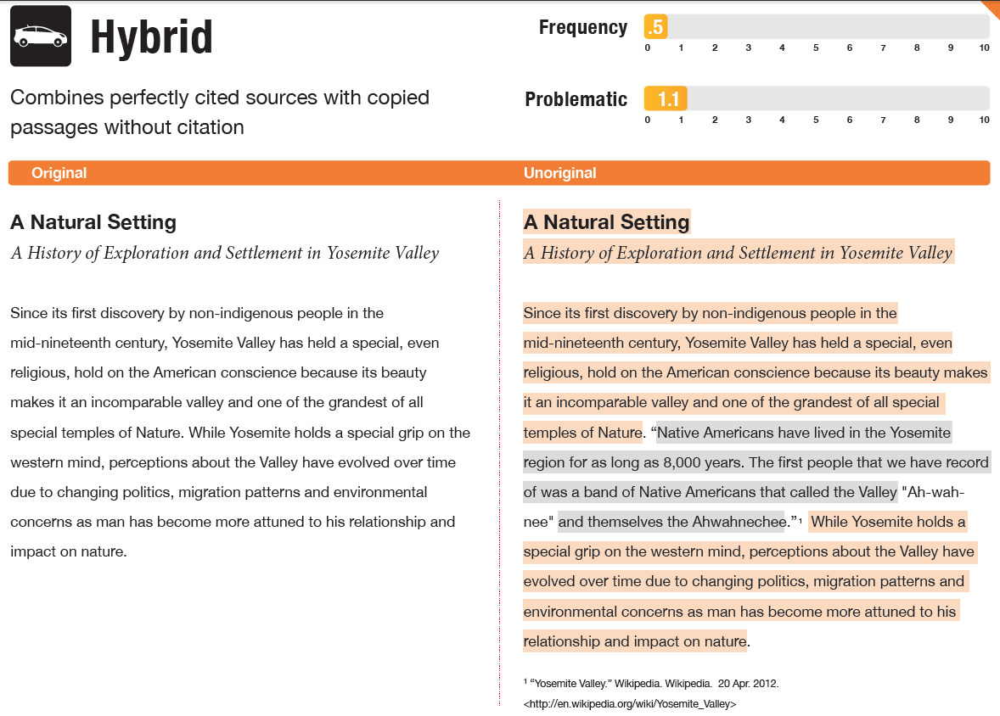 Hybrid
Combines perfectly cited sources with copied
passages without citation
Frequency
.5
0 1 2 3 4 5 6 7 8 9 10
Problematic
1.1
0 1 2 3 4 5 6 7 8 9 10
Original
A Natural Setting
A History of Exploration and Settlement in Yosemite Valley
Since its first discovery by non-indigenous people in the
mid-nineteenth century, Yosemite Valley has held a special, even
religious, hold on the American conscience because its beauty
makes it an incomparable valley and one of the grandest of all
special temples of Nature. While Yosemite holds a special grip on the
western mind, perceptions about the Valley have evolved over time
due to changing politics, migration patterns and environmental
concerns as man has become more attuned to his relationship and
impact on nature.
Unoriginal
A Natural Setting
A History of Exploration and Settlement in Yosemite Valley
Since its first discovery by non-indigenous people in the
mid-nineteenth century, Yosemite Valley has held a special, even
religious, hold on the American conscience because its beauty makes
it an incomparable valley and one of the grandest of all special
temples of Nature. “Native Americans have lived in the Yosemite
region for as long as 8,000 years. The first people that we have record
of was a band of Native Americans that called the Valley "Ah-wah-
nee" and themselves the Ahwahnechee.”¹ While Yosemite holds a
special grip on the western mind, perceptions about the Valley have
evolved over time due to changing politics, migration patterns and
environmental concerns as man has become more attuned to his
relationship and impact on nature.
¹ “Yosemite Valley.” Wikipedia. Wikipedia. 20 Apr. 2012.
<http://en.wikipedia.org/wiki/Yosemite_Valley>